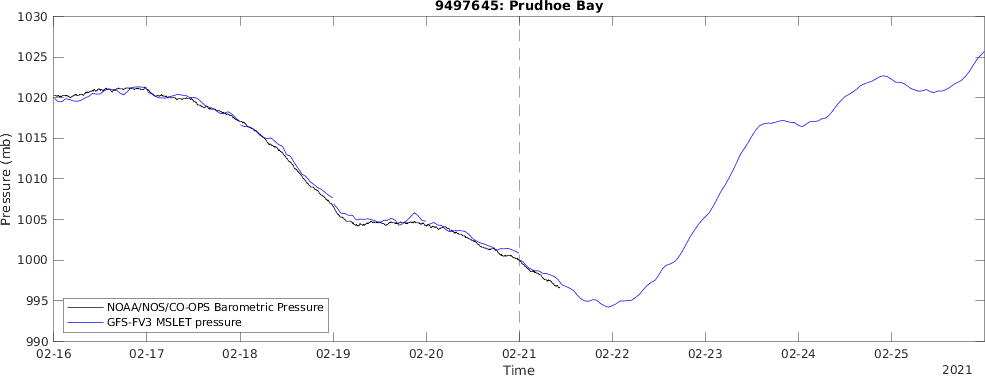 9497645: Prudhoe Bay
1030
1025
1020
1015
1010
1005
1000
995
990
Pressure (mb)
NOAA/NOS/CO-OPS Barometric Pressure
GFS-FV3 MSLET pressure
02-16 02-17 02-18 02-19 02-20 02-21 02-22 02-23 02-24 02-25
Time
2021